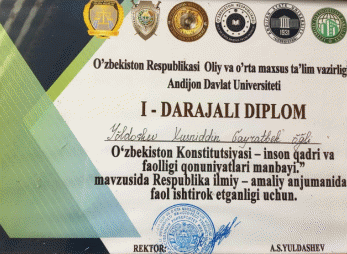 O'zbekiston Respublikasi Oliy va o'rta maxsus ta'lim vazirligi
Andijon Davlat Universiteti
I - DARAJALI DIPLOM
Yoldoshev
O'zbekiston Konstitutsiyasi – inson qadri va
faolligi qonuniyatlari manbayi."
mavzusida Respublika ilmiy – amaliy anjumanida
faol ishtirok etganligi uchun.
REKTOR: A.S.YULDASHEV